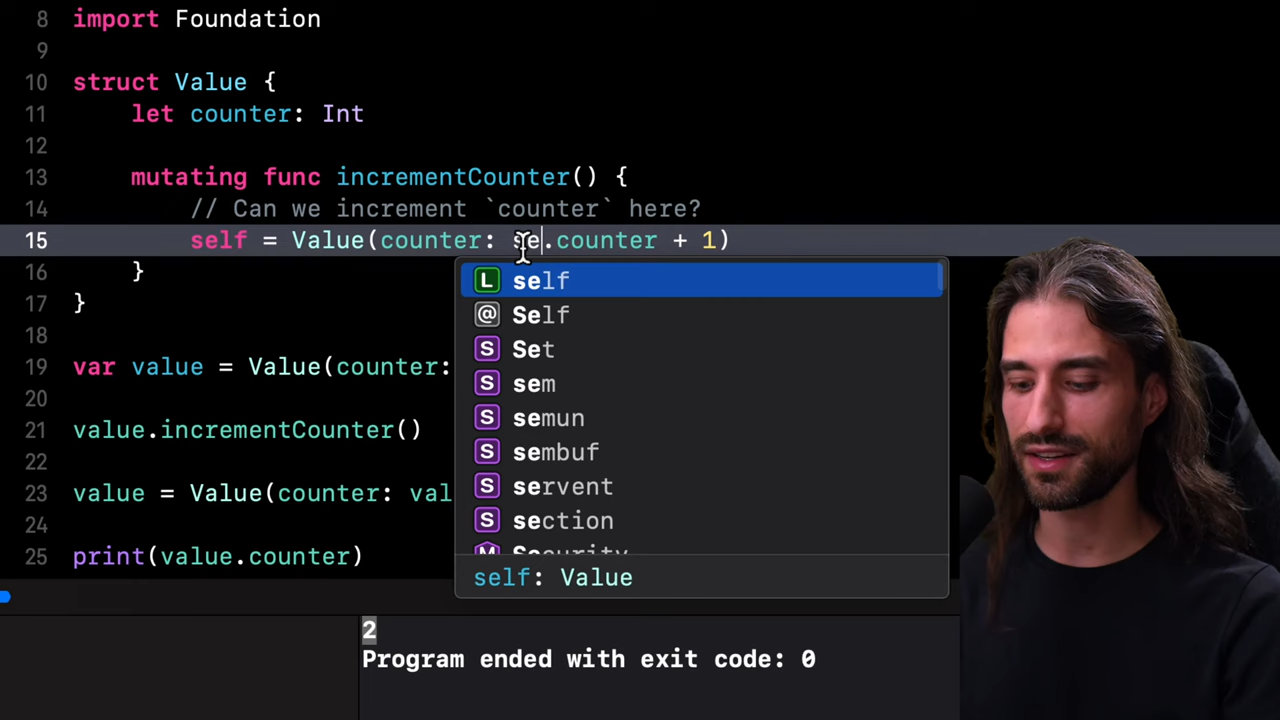 8 import Foundation
9
10 struct Value {
11 let counter: Int
12
13 mutating func incrementCounter() {
14 // Can we increment `counter` here?
15 self = Value(counter: se.counter + 1)
16 }
17 }
18
19 var value = Value(counter:
20
21 value.incrementCounter()
22
23 value = Value(counter: val
24
25 print(value.counter)
L self
@ Self
S Set
S sem
S semun
S sembuf
S servent
S section
M Security
self: Value
2
Program ended with exit code: 0